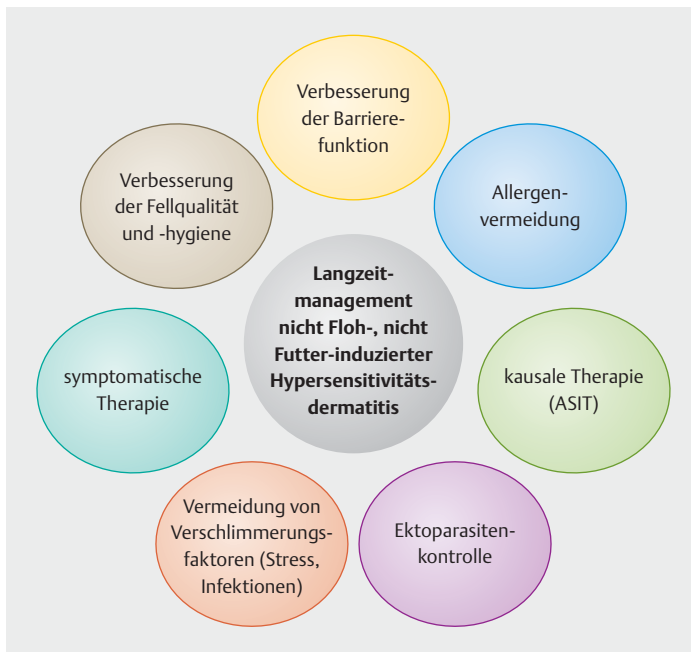 Verbesserung
der Barriere-
funktion
Verbesserung
der Fellqualität
und -hygiene
Allergen-
vermeidung
Langzeit-
management
nicht Floh-, nicht
Futter-induzierter
Hypersensitivitäts-
dermatitis
symptomatische
Therapie
kausale Therapie
(ASIT)
Vermeidung von
Verschlimmerungs-
faktoren (Stress,
Infektionen)
Ektoparasiten-
kontrolle